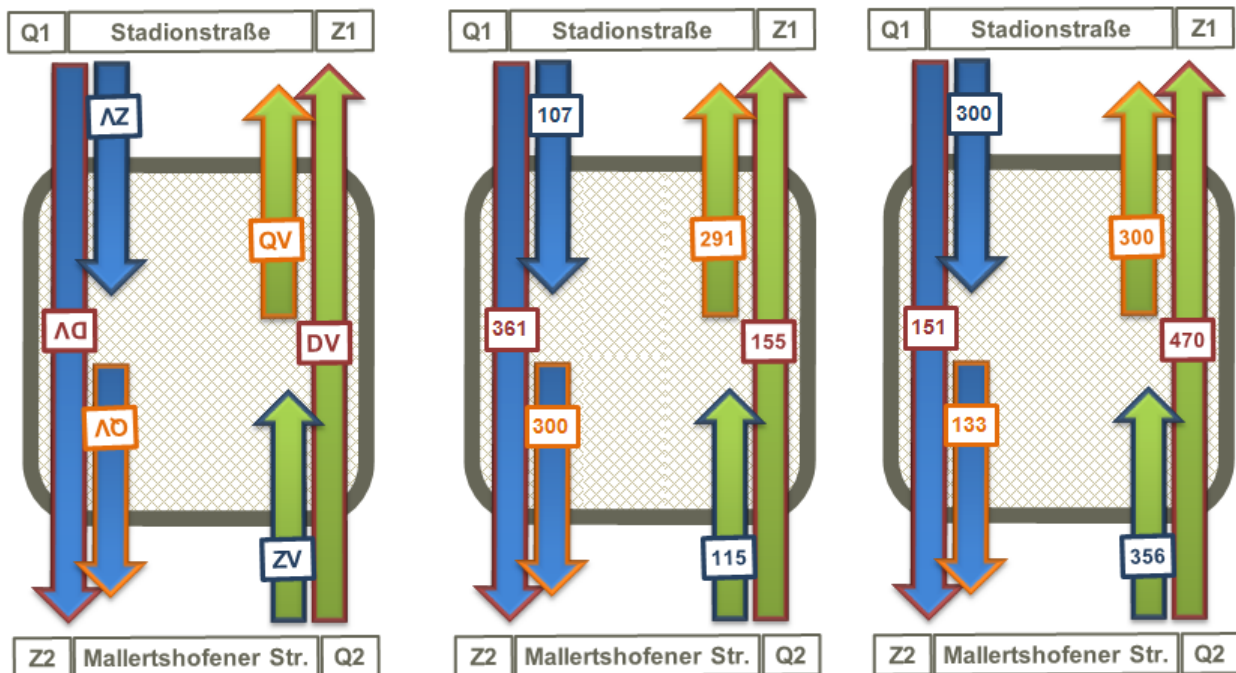 Q1 Stadionstraße Z1
ZV
QV
DV DV
QV
ZV
Z2 Mallertshofener Str. Q2
Q1 Stadionstraße Z1
107
291
361 155
300
115
Z2 Mallertshofener Str. Q2
Q1 Stadionstraße Z1
300
300
151 470
133
356
Z2 Mallertshofener Str. Q2